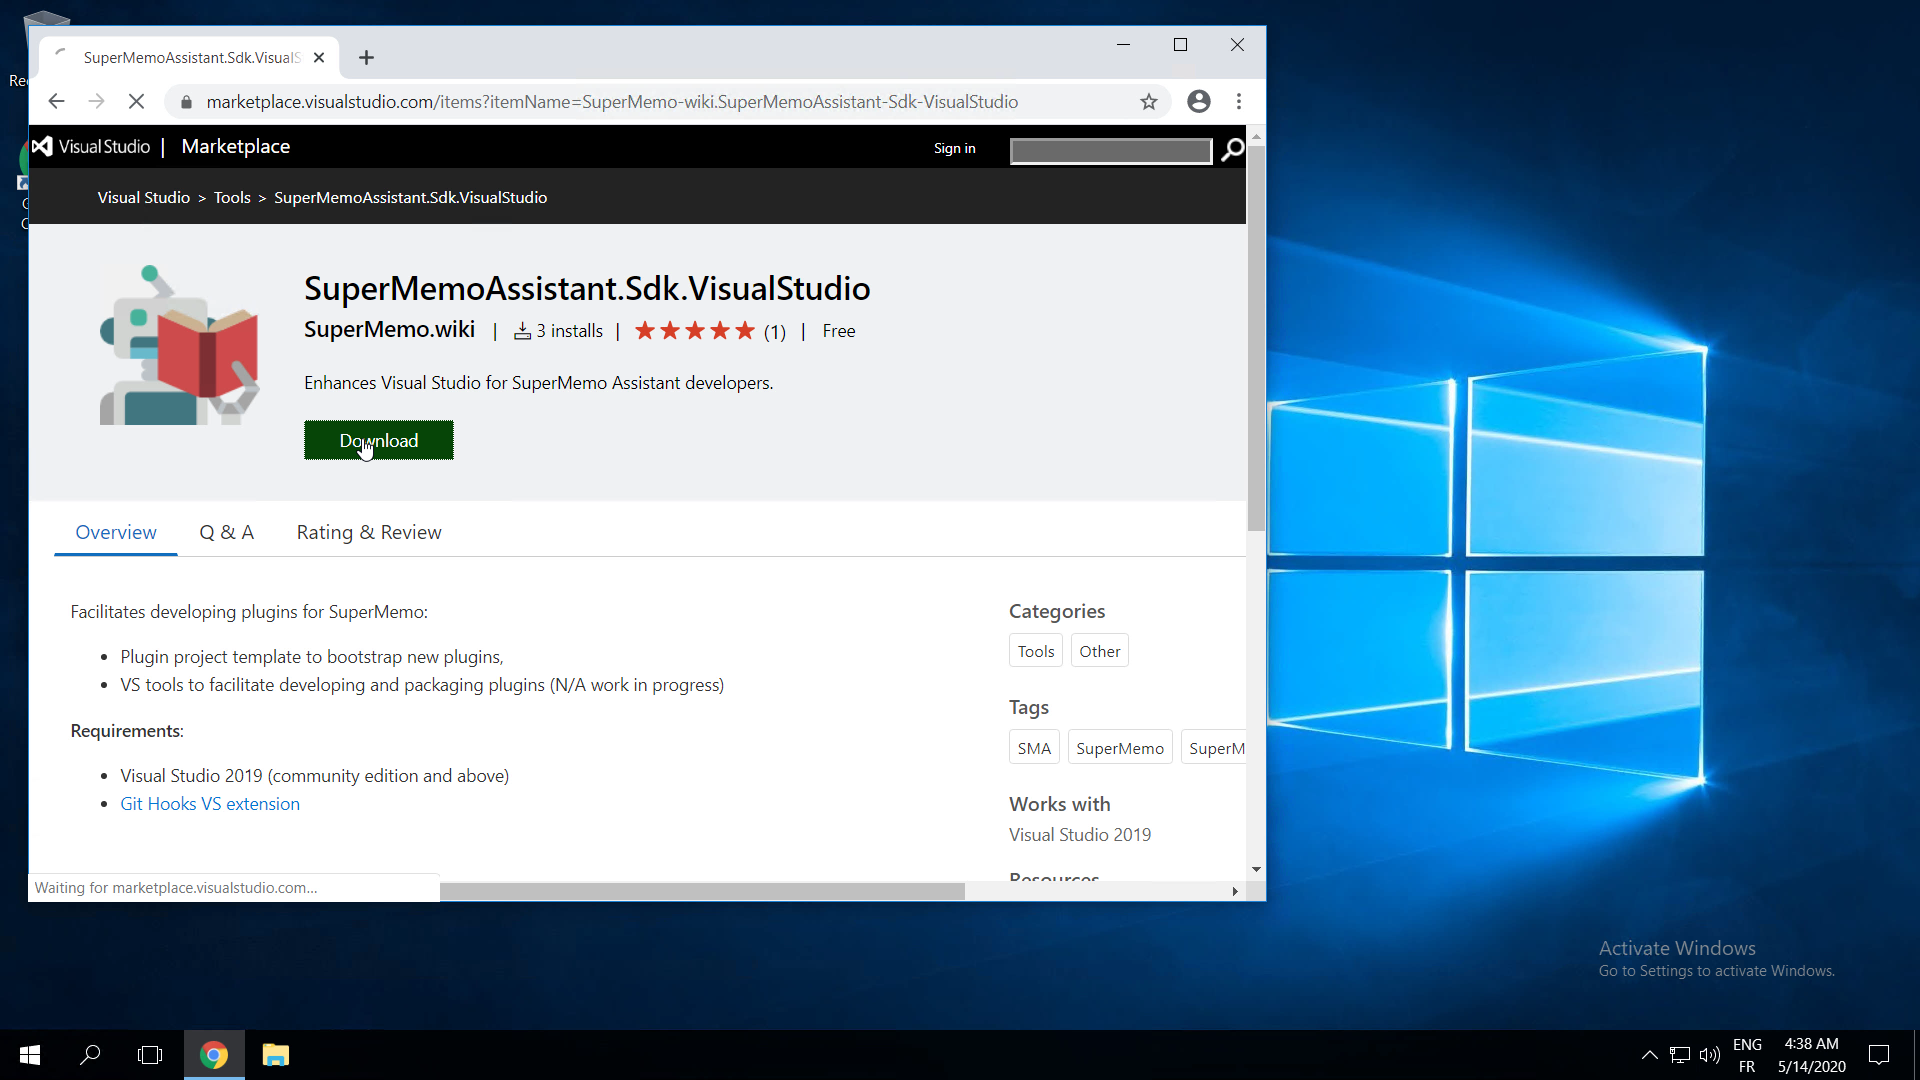 SuperMemoAssistant.Sdk.VisualS
marketplace.visualstudio.com/items?itemName=SuperMemo-wiki.SuperMemoAssistant-Sdk-VisualStudio
Visual Studio | Marketplace
Sign in
Visual Studio > Tools > SuperMemoAssistant.Sdk.VisualStudio
SuperMemoAssistant.Sdk.VisualStudio
SuperMemo.wiki | 3 installs | (1) | Free
Enhances Visual Studio for SuperMemo Assistant developers.
Download
Overview Q & A Rating & Review
Facilitates developing plugins for SuperMemo:
• Plugin project template to bootstrap new plugins,
• VS tools to facilitate developing and packaging plugins (N/A work in progress)
Requirements:
• Visual Studio 2019 (community edition and above)
• Git Hooks VS extension
Categories
Tools Other
Tags
SMA SuperMemo SuperM
Works with
Visual Studio 2019
Resources
Waiting for marketplace.visualstudio.com...
Activate Windows
Go to Settings to activate Windows.
ENG
FR
4:38 AM
5/14/2020